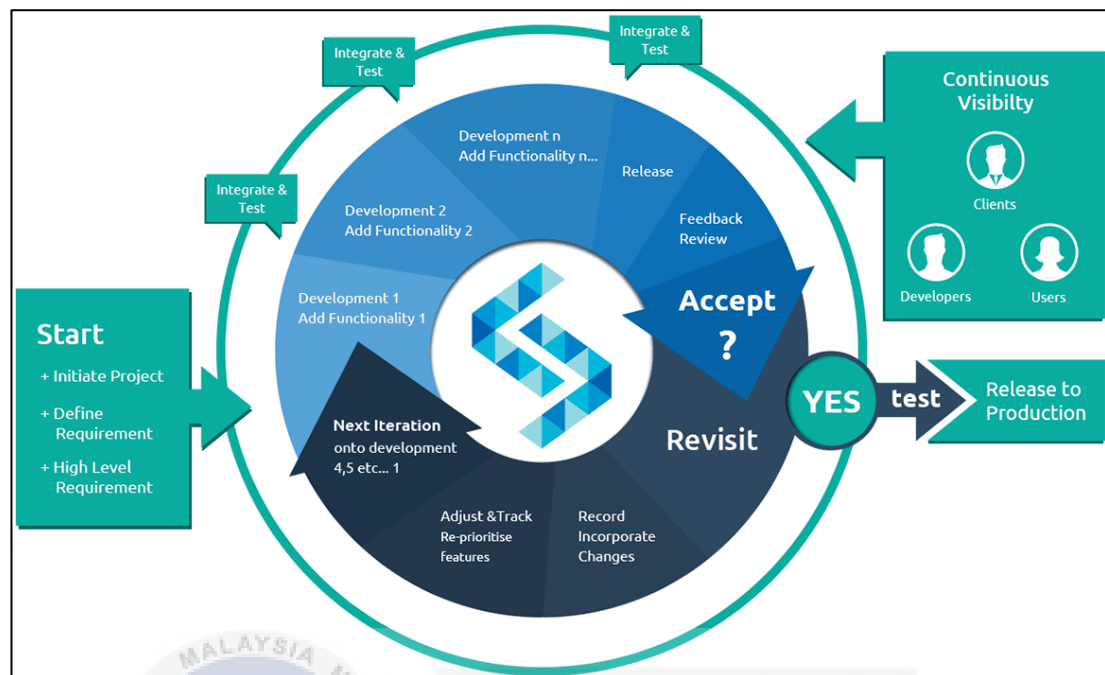 Start
+ Initiate Project
+ Define
Requirement
+ High Level
Requirement
Integrate &
Test
Integrate &
Test
Integrate &
Test
Development 1
Add Functionality 1
Development 2
Add Functionality 2
Development n
Add Functionality n...
Release
Feedback
Review
Accept
?
Revisit
Record
Incorporate
Changes
Adjust &Track
Re-prioritise
features
Next Iteration
onto development
4,5 etc... 1
Continuous
Visibilty
Clients
Developers
Users
YES
test
Release to
Production
MALAYSIA